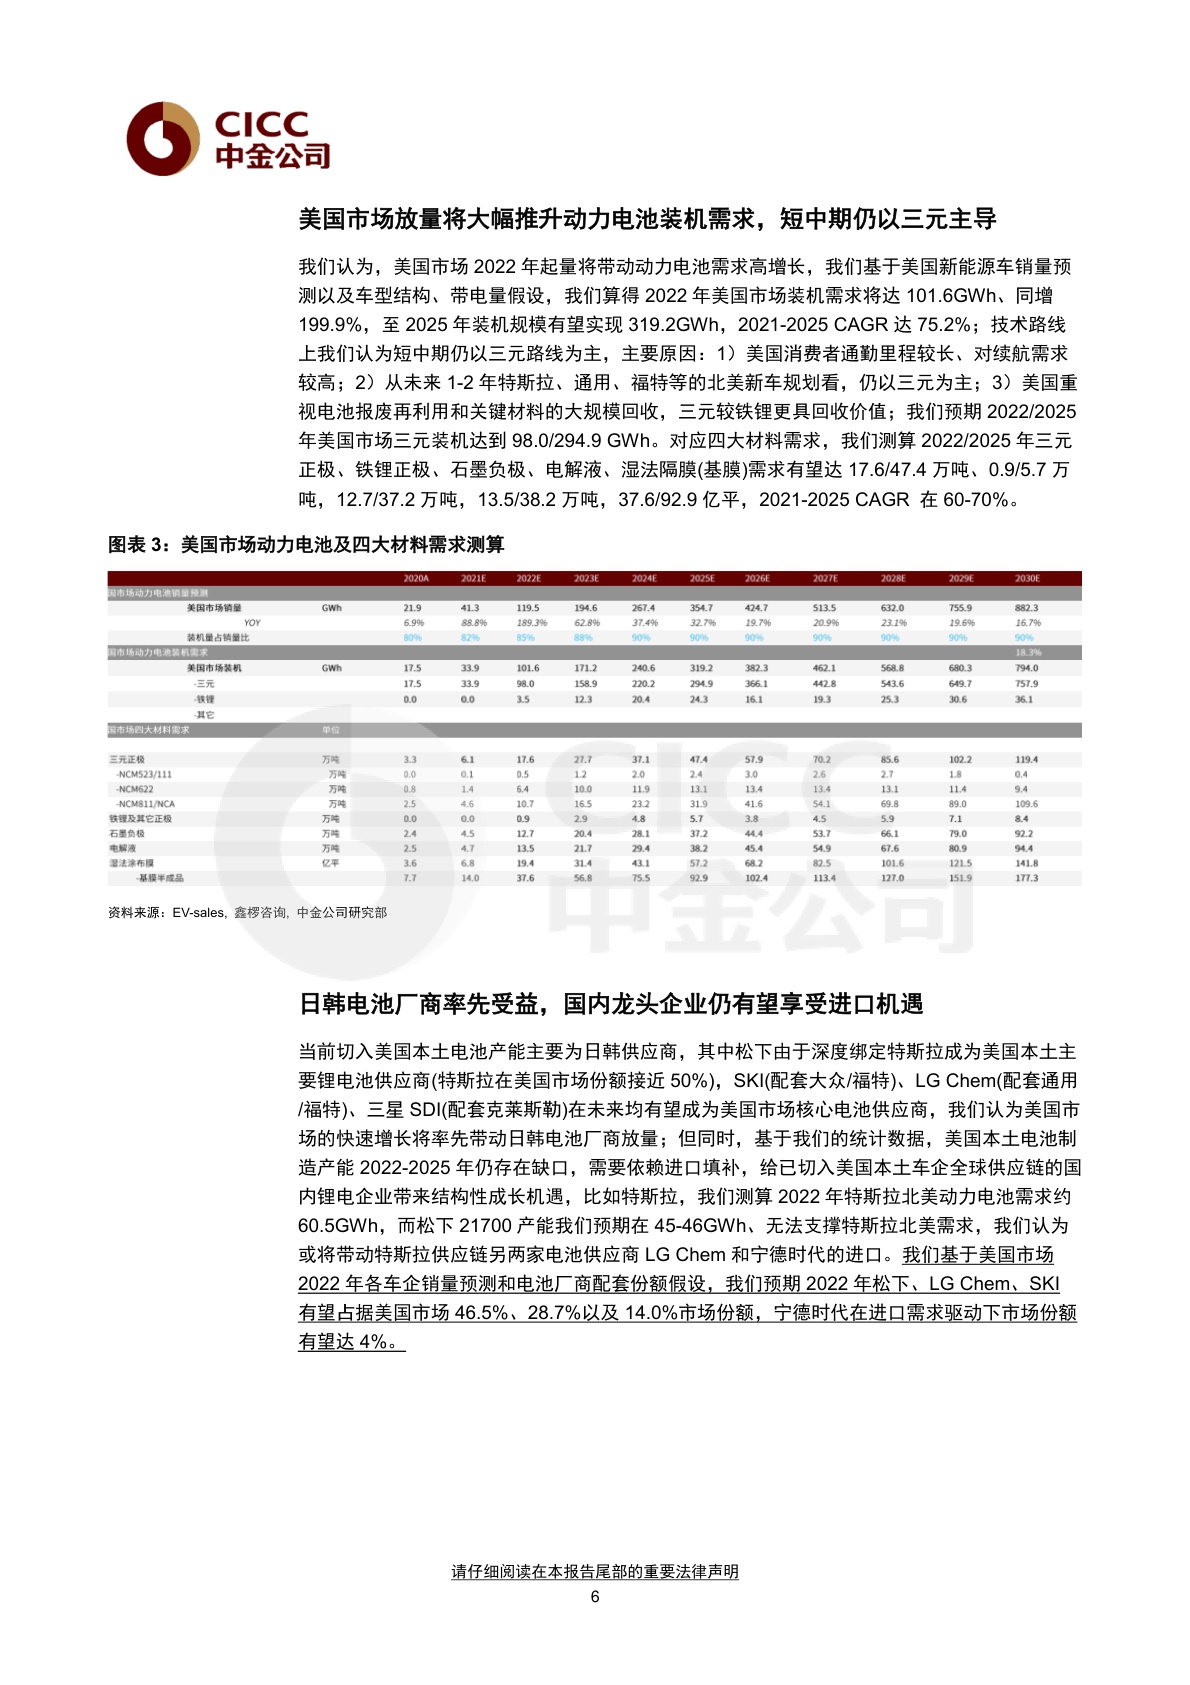 CICC
中金公司
美国市场放量将大幅推升动力电池装机需求，短中期仍以三元主导
我们认为，美国市场 2022 年起量将带动动力电池需求高增长，我们基于美国新能源车销量预
测以及车型结构、带电量假设，我们算得 2022 年美国市场装机需求将达 101.6GWh、同增
199.9%，至 2025 年装机规模有望实现 319.2GWh，2021-2025 CAGR 达 75.2%；技术路线
上我们认为短中期仍以三元路线为主，主要原因：1）美国消费者通勤里程较长、对续航需求
较高；2）从未来 1-2 年特斯拉、通用、福特等的北美新车规划看，仍以三元为主；3）美国重
视电池报废再利用和关键材料的大规模回收，三元较铁锂更具回收价值；我们预期 2022/2025
年美国市场三元装机达到 98.0/294.9 GWh。对应四大材料需求，我们测算 2022/2025 年三元
正极、铁锂正极、石墨负极、电解液、湿法隔膜(基膜)需求有望达 17.6/47.4 万吨、0.9/5.7 万
吨，12.7/37.2 万吨，13.5/38.2 万吨，37.6/92.9 亿平，2021-2025 CAGR 在 60-70%。
图表 3：美国市场动力电池及四大材料需求测算
2020A 2021E 2022E 2023E 2024E 2025E 2026E 2027E 2028E 2029E 2030E
国市场动力电池销量预测
美国市场销量 GWh 21.9 41.3 119.5 194.6 267.4 354.7 424.7 513.5 632.0 755.9 882.3
YOY 6.9% 88.8% 189.3% 62.8% 37.4% 32.7% 19.7% 20.9% 23.1% 19.6% 16.7%
装机量占销量比 80% 82% 85% 88% 90% 90% 90% 90% 90% 90% 90%
国市场动力电池装机需求 18.3%
美国市场装机 GWh 17.5 33.9 101.6 171.2 240.6 319.2 382.3 462.1 568.8 680.3 794.0
-三元 17.5 33.9 98.0 158.9 220.2 294.9 366.1 442.8 543.6 649.7 757.9
-铁锂 0.0 0.0 3.5 12.3 20.4 24.3 16.1 19.3 25.3 30.6 36.1
-其它
国市场四大材料需求 单位
三元正极 万吨 3.3 6.1 17.6 27.7 37.1 47.4 57.9 70.2 85.6 102.2 119.4
-NCM523/111 万吨 0.0 0.1 0.5 1.2 2.0 2.4 3.0 2.6 2.7 1.8 0.4
-NCM622 万吨 0.8 1.4 6.4 10.0 11.9 13.1 13.4 13.4 13.1 11.4 9.4
-NCM811/NCA 万吨 2.5 4.6 10.7 16.5 23.2 31.9 41.6 54.1 69.8 89.0 109.6
铁锂及其它正极 万吨 0.0 0.0 0.9 2.9 4.8 5.7 3.8 4.5 5.9 7.1 8.4
石墨负极 万吨 2.4 4.5 12.7 20.4 28.1 37.2 44.4 53.7 66.1 79.0 92.2
电解液 万吨 2.5 4.7 13.5 21.7 29.4 38.2 45.4 54.9 67.6 80.9 94.4
湿法涂布膜 亿平 3.6 6.8 19.4 31.4 43.1 57.2 68.2 82.5 101.6 121.5 141.8
-基膜半成品 7.7 14.0 37.6 56.8 75.5 92.9 102.4 113.4 127.0 151.9 177.3
资料来源：EV-sales, 鑫椤咨询, 中金公司研究部
日韩电池厂商率先受益，国内龙头企业仍有望享受进口机遇
当前切入美国本土电池产能主要为日韩供应商，其中松下由于深度绑定特斯拉成为美国本土主
要锂电池供应商(特斯拉在美国市场份额接近 50%)，SKI(配套大众/福特)、LG Chem(配套通用
/福特)、三星 SDI(配套克莱斯勒)在未来均有望成为美国市场核心电池供应商，我们认为美国市
场的快速增长将率先带动日韩电池厂商放量；但同时，基于我们的统计数据，美国本土电池制
造产能 2022-2025 年仍存在缺口，需要依赖进口填补，给已切入美国本土车企全球供应链的国
内锂电企业带来结构性成长机遇，比如特斯拉，我们测算 2022 年特斯拉北美动力电池需求约
60.5GWh，而松下 21700 产能我们预期在 45-46GWh、无法支撑特斯拉北美需求，我们认为
或将带动特斯拉供应链另两家电池供应商 LG Chem 和宁德时代的进口。我们基于美国市场
2022 年各车企销量预测和电池厂商配套份额假设，我们预期 2022 年松下、LG Chem、SKI
有望占据美国市场 46.5%、28.7%以及 14.0%市场份额，宁德时代在进口需求驱动下市场份额
有望达 4%。
请仔细阅读在本报告尾部的重要法律声明
6